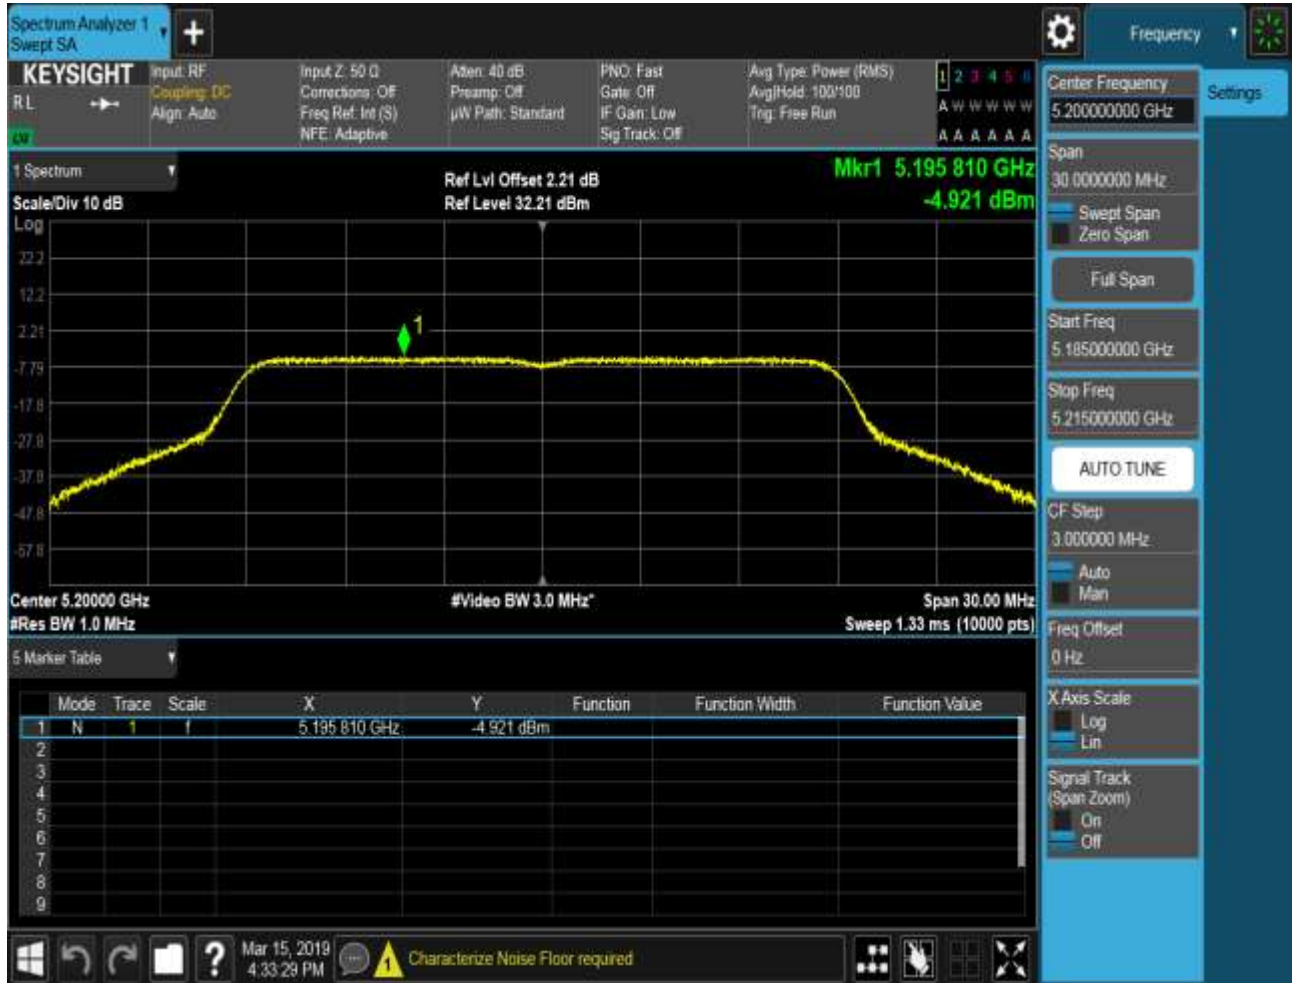 Spectrum Analyzer 1
Swept SA
+
Frequency
KEYSIGHT
RL
Input: RF
Coupling: DC
Align: Auto
Input Z: 50 Ω
Corrections: Off
Freq Ref: Int (S)
NFE: Adaptive
Atten: 40 dB
Preamp: Off
µW Path: Standard
PNO: Fast
Gate: Off
IF Gain: Low
Sig Track: Off
Avg Type: Power (RMS)
Avg|Hold: 100/100
Trig: Free Run
1 2 3 4 5 6
A W W W W W
A A A A A A
1 Spectrum
Scale/Div 10 dB
Log
Ref Lvl Offset 2.21 dB
Ref Level 32.21 dBm
Mkr1 5.195 810 GHz
-4.921 dBm
22.2
12.2
2.21
-7.79
-17.8
-27.8
-37.8
-47.8
-57.8
1
Center 5.20000 GHz
#Res BW 1.0 MHz
#Video BW 3.0 MHz*
Span 30.00 MHz
Sweep 1.33 ms (10000 pts)
5 Marker Table
Mode Trace Scale X Y Function Function Width Function Value
1 N 1 f 5.195 810 GHz -4.921 dBm
2
3
4
5
6
7
8
9
Mar 15, 2019
4:33:29 PM
?
1
Characterize Noise Floor required
Settings
Center Frequency
5.200000000 GHz
Span
30.0000000 MHz
Swept Span
Zero Span
Full Span
Start Freq
5.185000000 GHz
Stop Freq
5.215000000 GHz
AUTO TUNE
CF Step
3.000000 MHz
Auto
Man
Freq Offset
0 Hz
X Axis Scale
Log
Lin
Signal Track
(Span Zoom)
On
Off